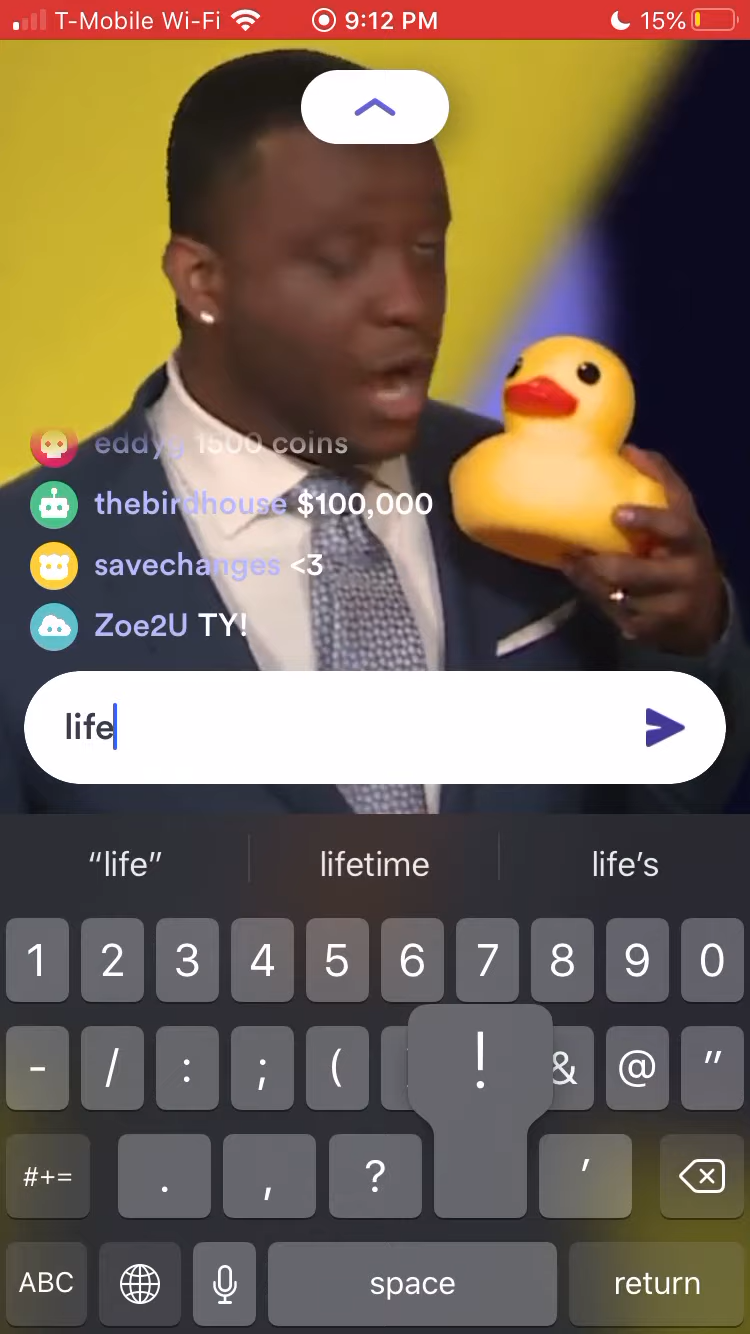 T-Mobile Wi-Fi 9:12 PM 15%
eddyg 1500 coins
thebirdhouse $100,000
savechanges <3
Zoe2U TY!
life
“life” lifetime life’s
1 2 3 4 5 6 7 8 9 0
- / : ; ( ! & @ "
#+= . , ? '
ABC space return